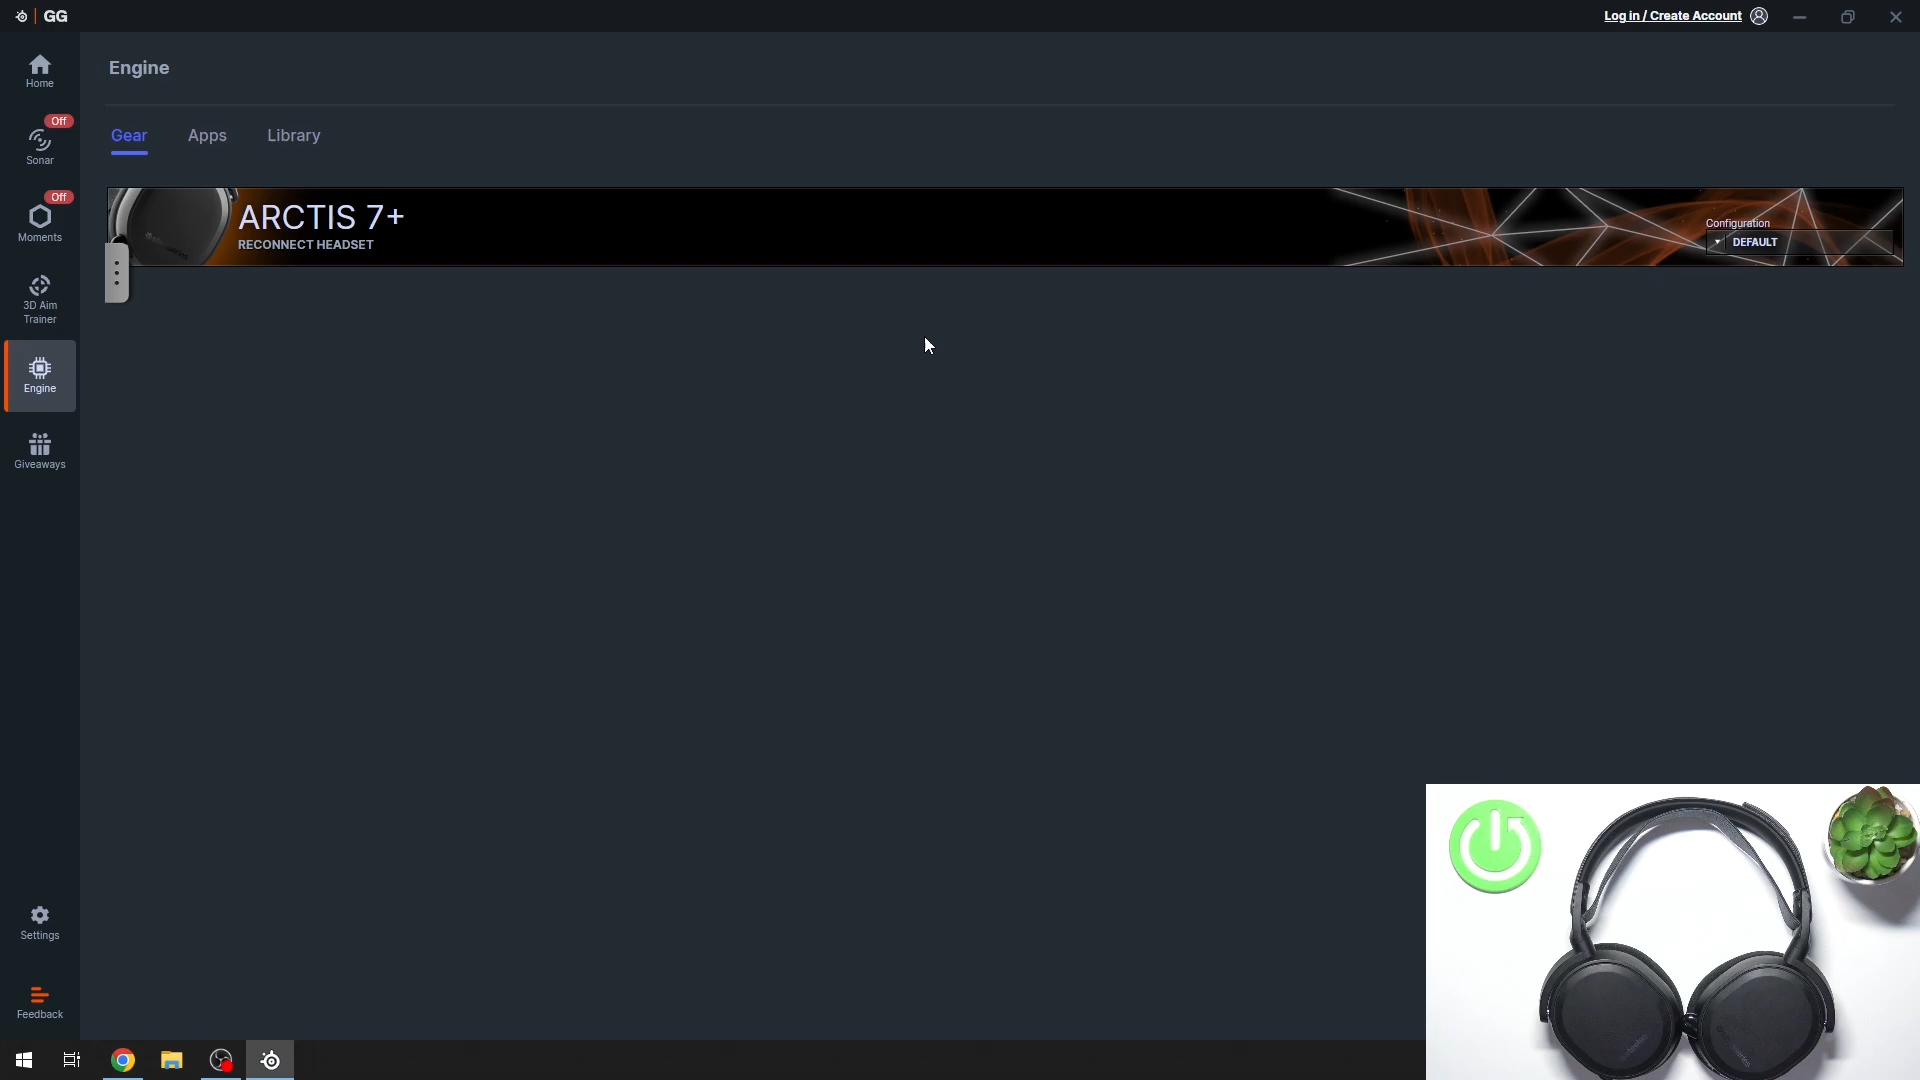 GG
Log in / Create Account
Home
Off
Sonar
Off
Moments
3D Aim
Trainer
Engine
Giveaways
Settings
Feedback
Engine
Gear Apps Library
ARCTIS 7+
RECONNECT HEADSET
Configuration
DEFAULT